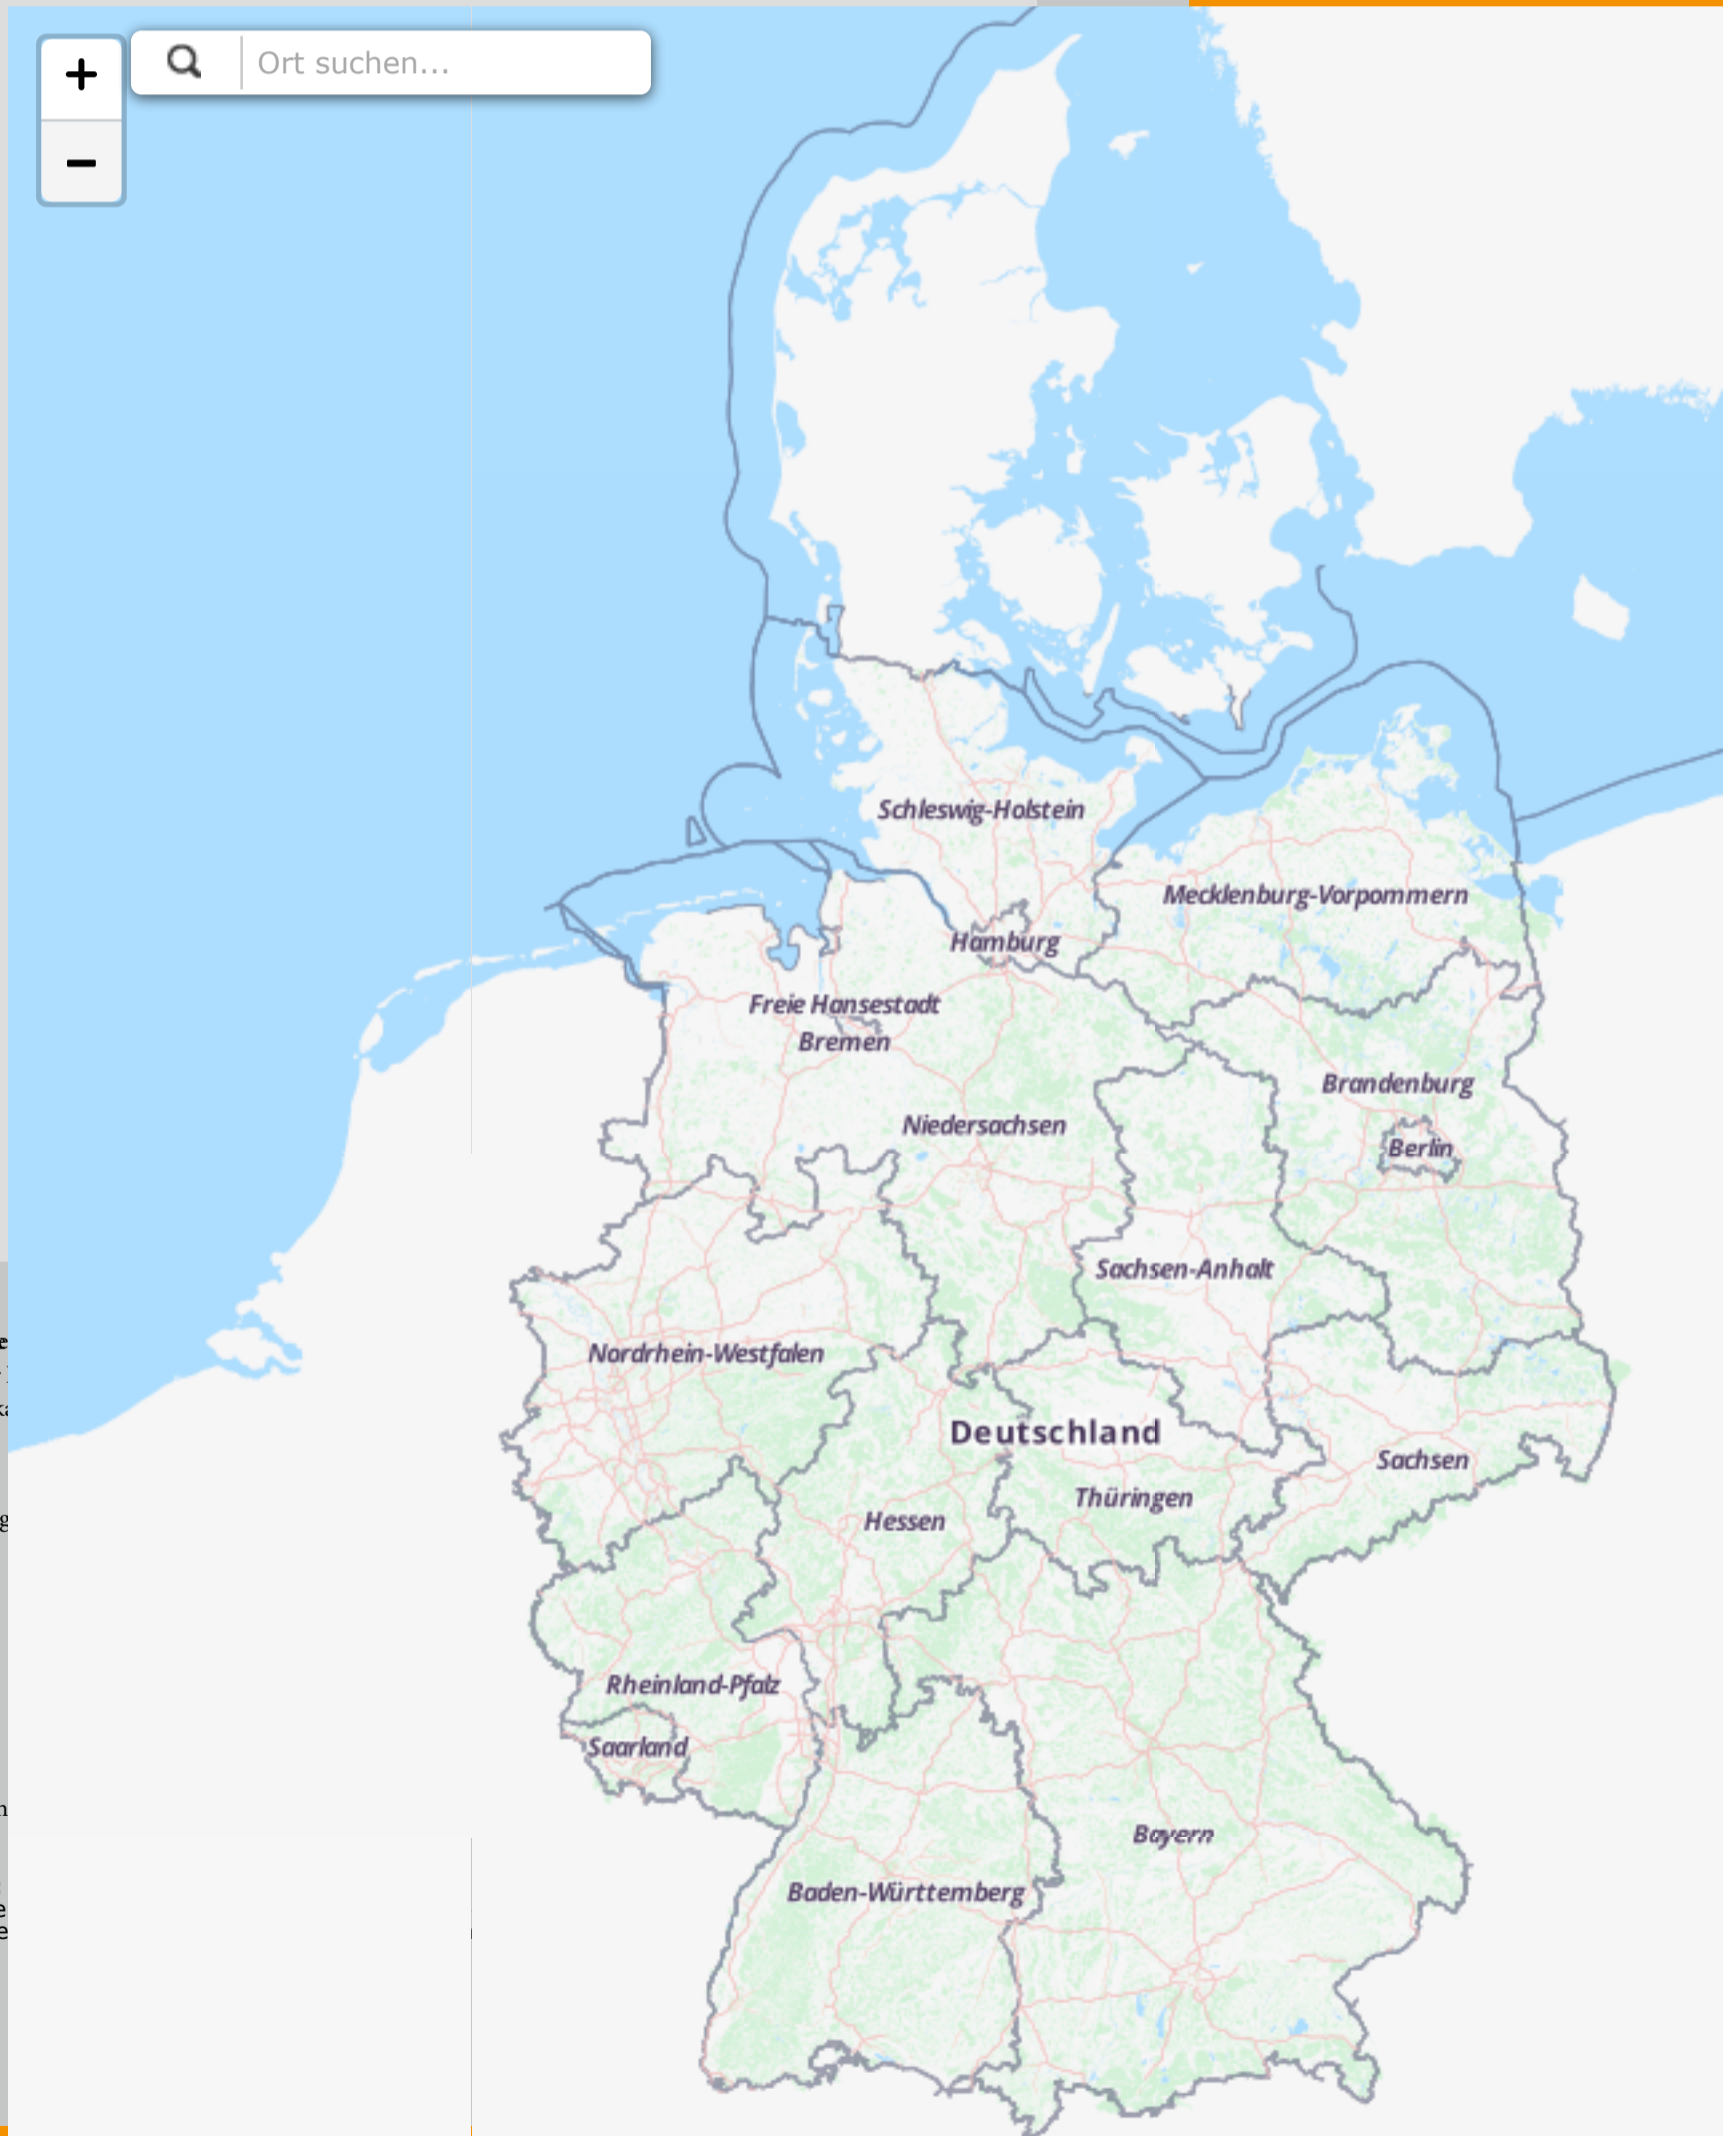 Ort suchen...
Schleswig-Holstein
Mecklenburg-Vorpommern
Hamburg
Freie Hansestadt
Bremen
Brandenburg
Niedersachsen
Berlin
Sachsen-Anhalt
Nordrhein-Westfalen
Deutschland
Sachsen
Thüringen
Hessen
Rheinland-Pfalz
Saarland
Bayern
Baden-Württemberg